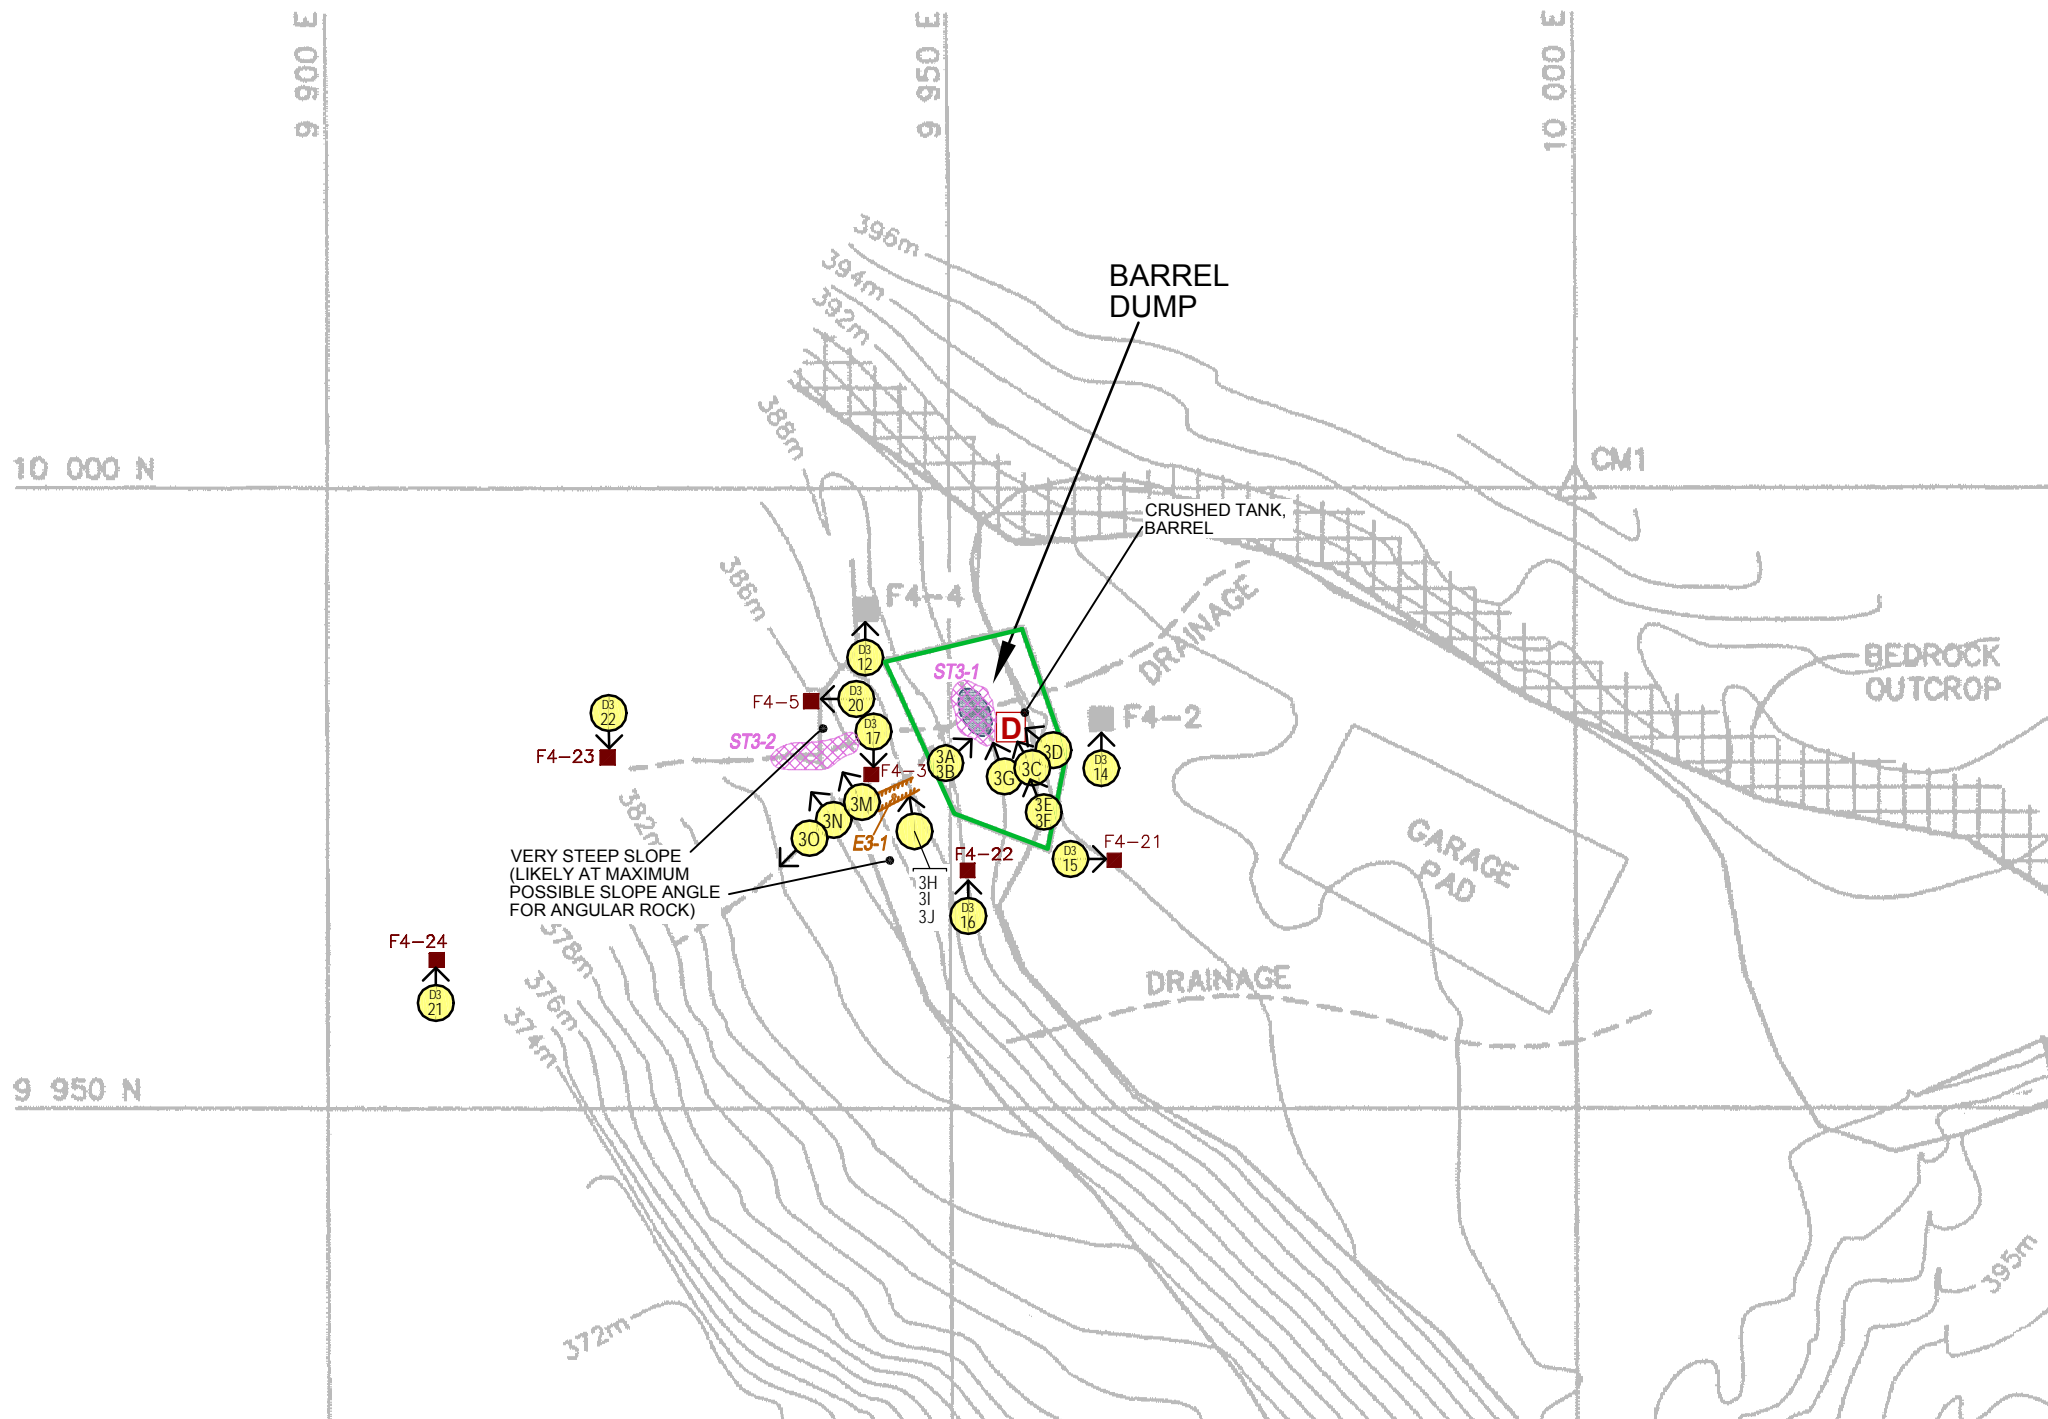 9 900 E
9 950 E
10 000 E
396m
394m
392m
388m
386m
382m
378m
376m
374m
372m
395m
BARREL
DUMP
10 000 N
CM1
CRUSHED TANK,
BARREL
F4-4
DRAINAGE
BEDROCK
OUTCROP
D3
12
ST3-1
F4-5
D3
20
D3
22
D
F4-2
D3
17
ST3-2
F4-23
3A
3B
3G
3C
3D
D3
14
F4-3
3M
3N
3O
E3-1
3E
3F
VERY STEEP SLOPE
(LIKELY AT MAXIMUM
POSSIBLE SLOPE ANGLE
FOR ANGULAR ROCK)
F4-22
3H
3I
3J
D3
16
D3
15
F4-21
GARAGE
PAD
F4-24
D3
21
DRAINAGE
9 950 N